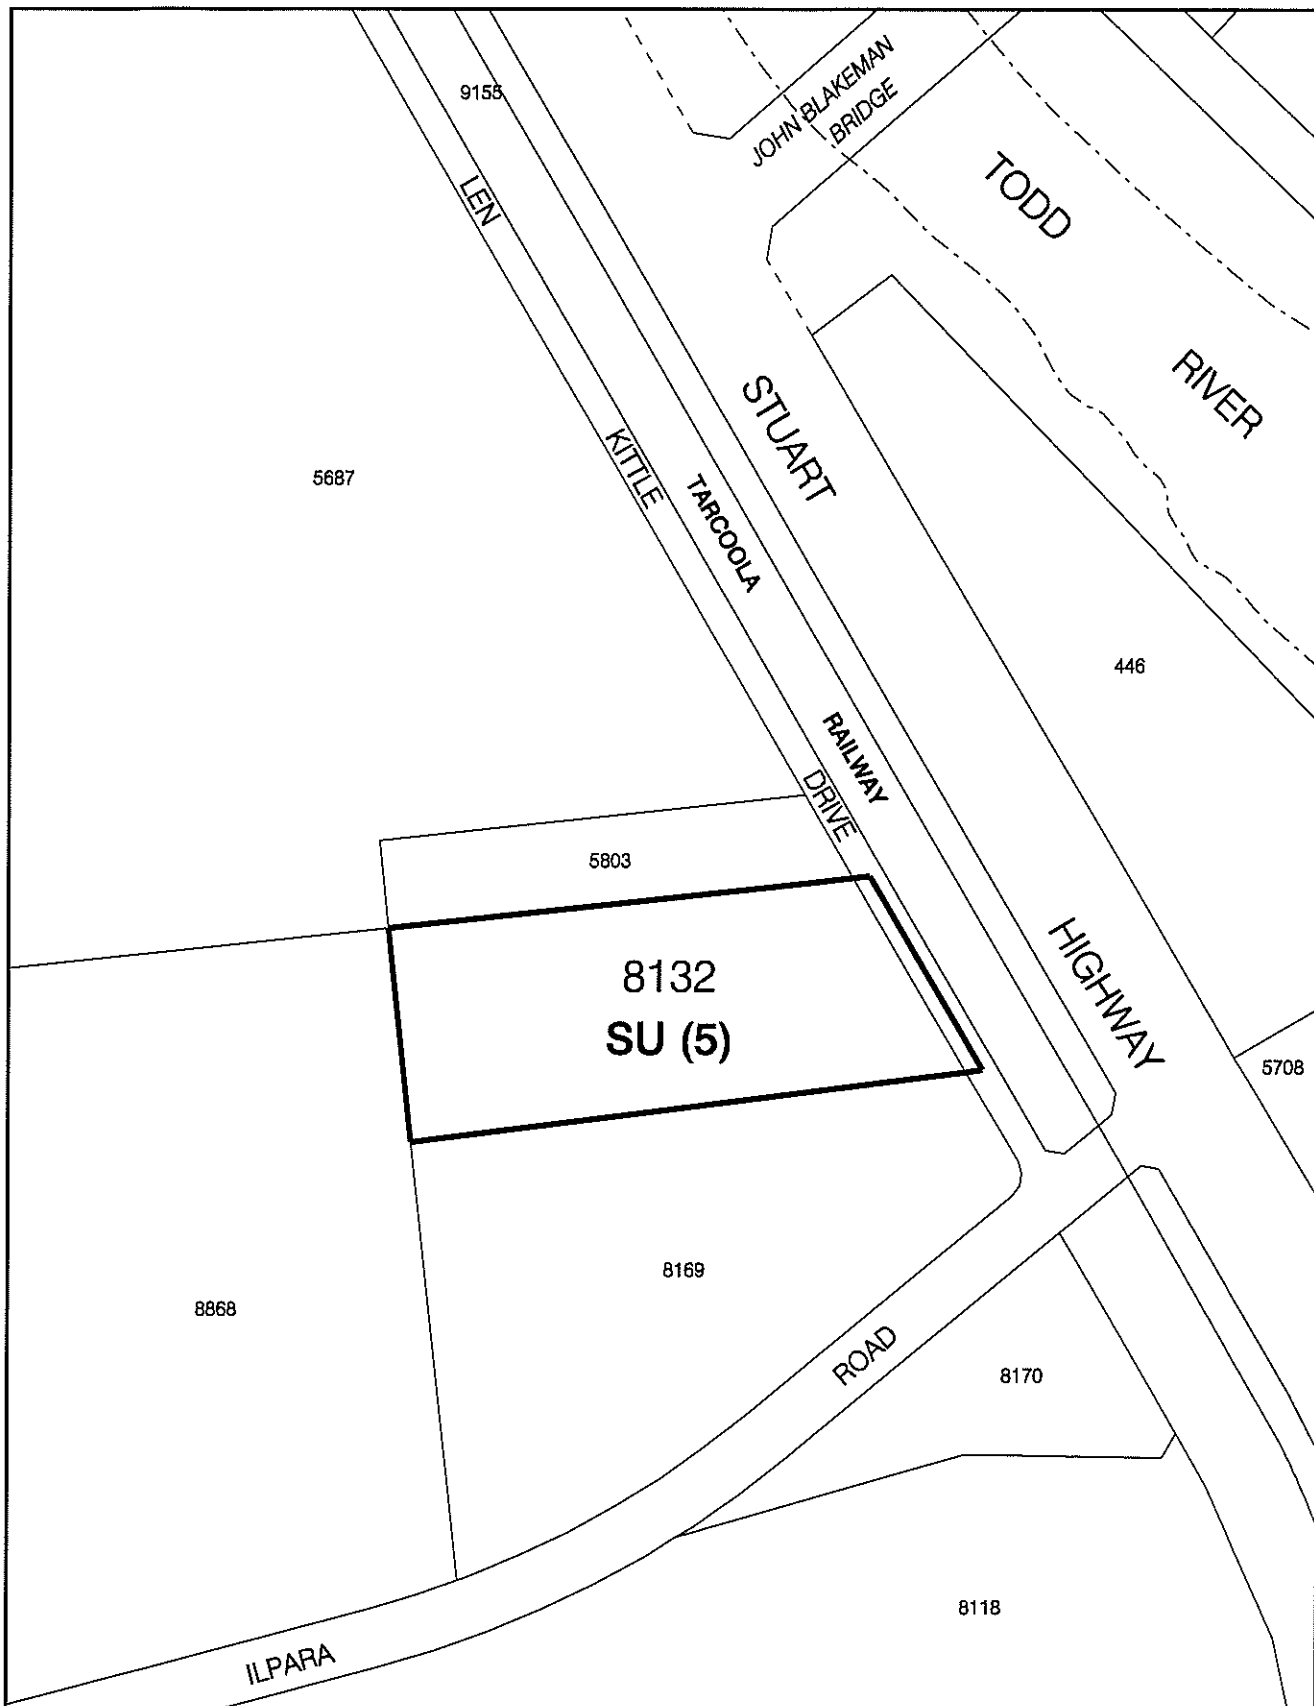 9155
JOHN BLAKEMAN
BRIDGE
TODD
RIVER
LEN
KITTLE
DRIVE
STUART
HIGHWAY
TARCOOLA
RAILWAY
5687
446
5803
8132
SU (5)
5708
8169
8868
ROAD
8170
8118
ILPARA